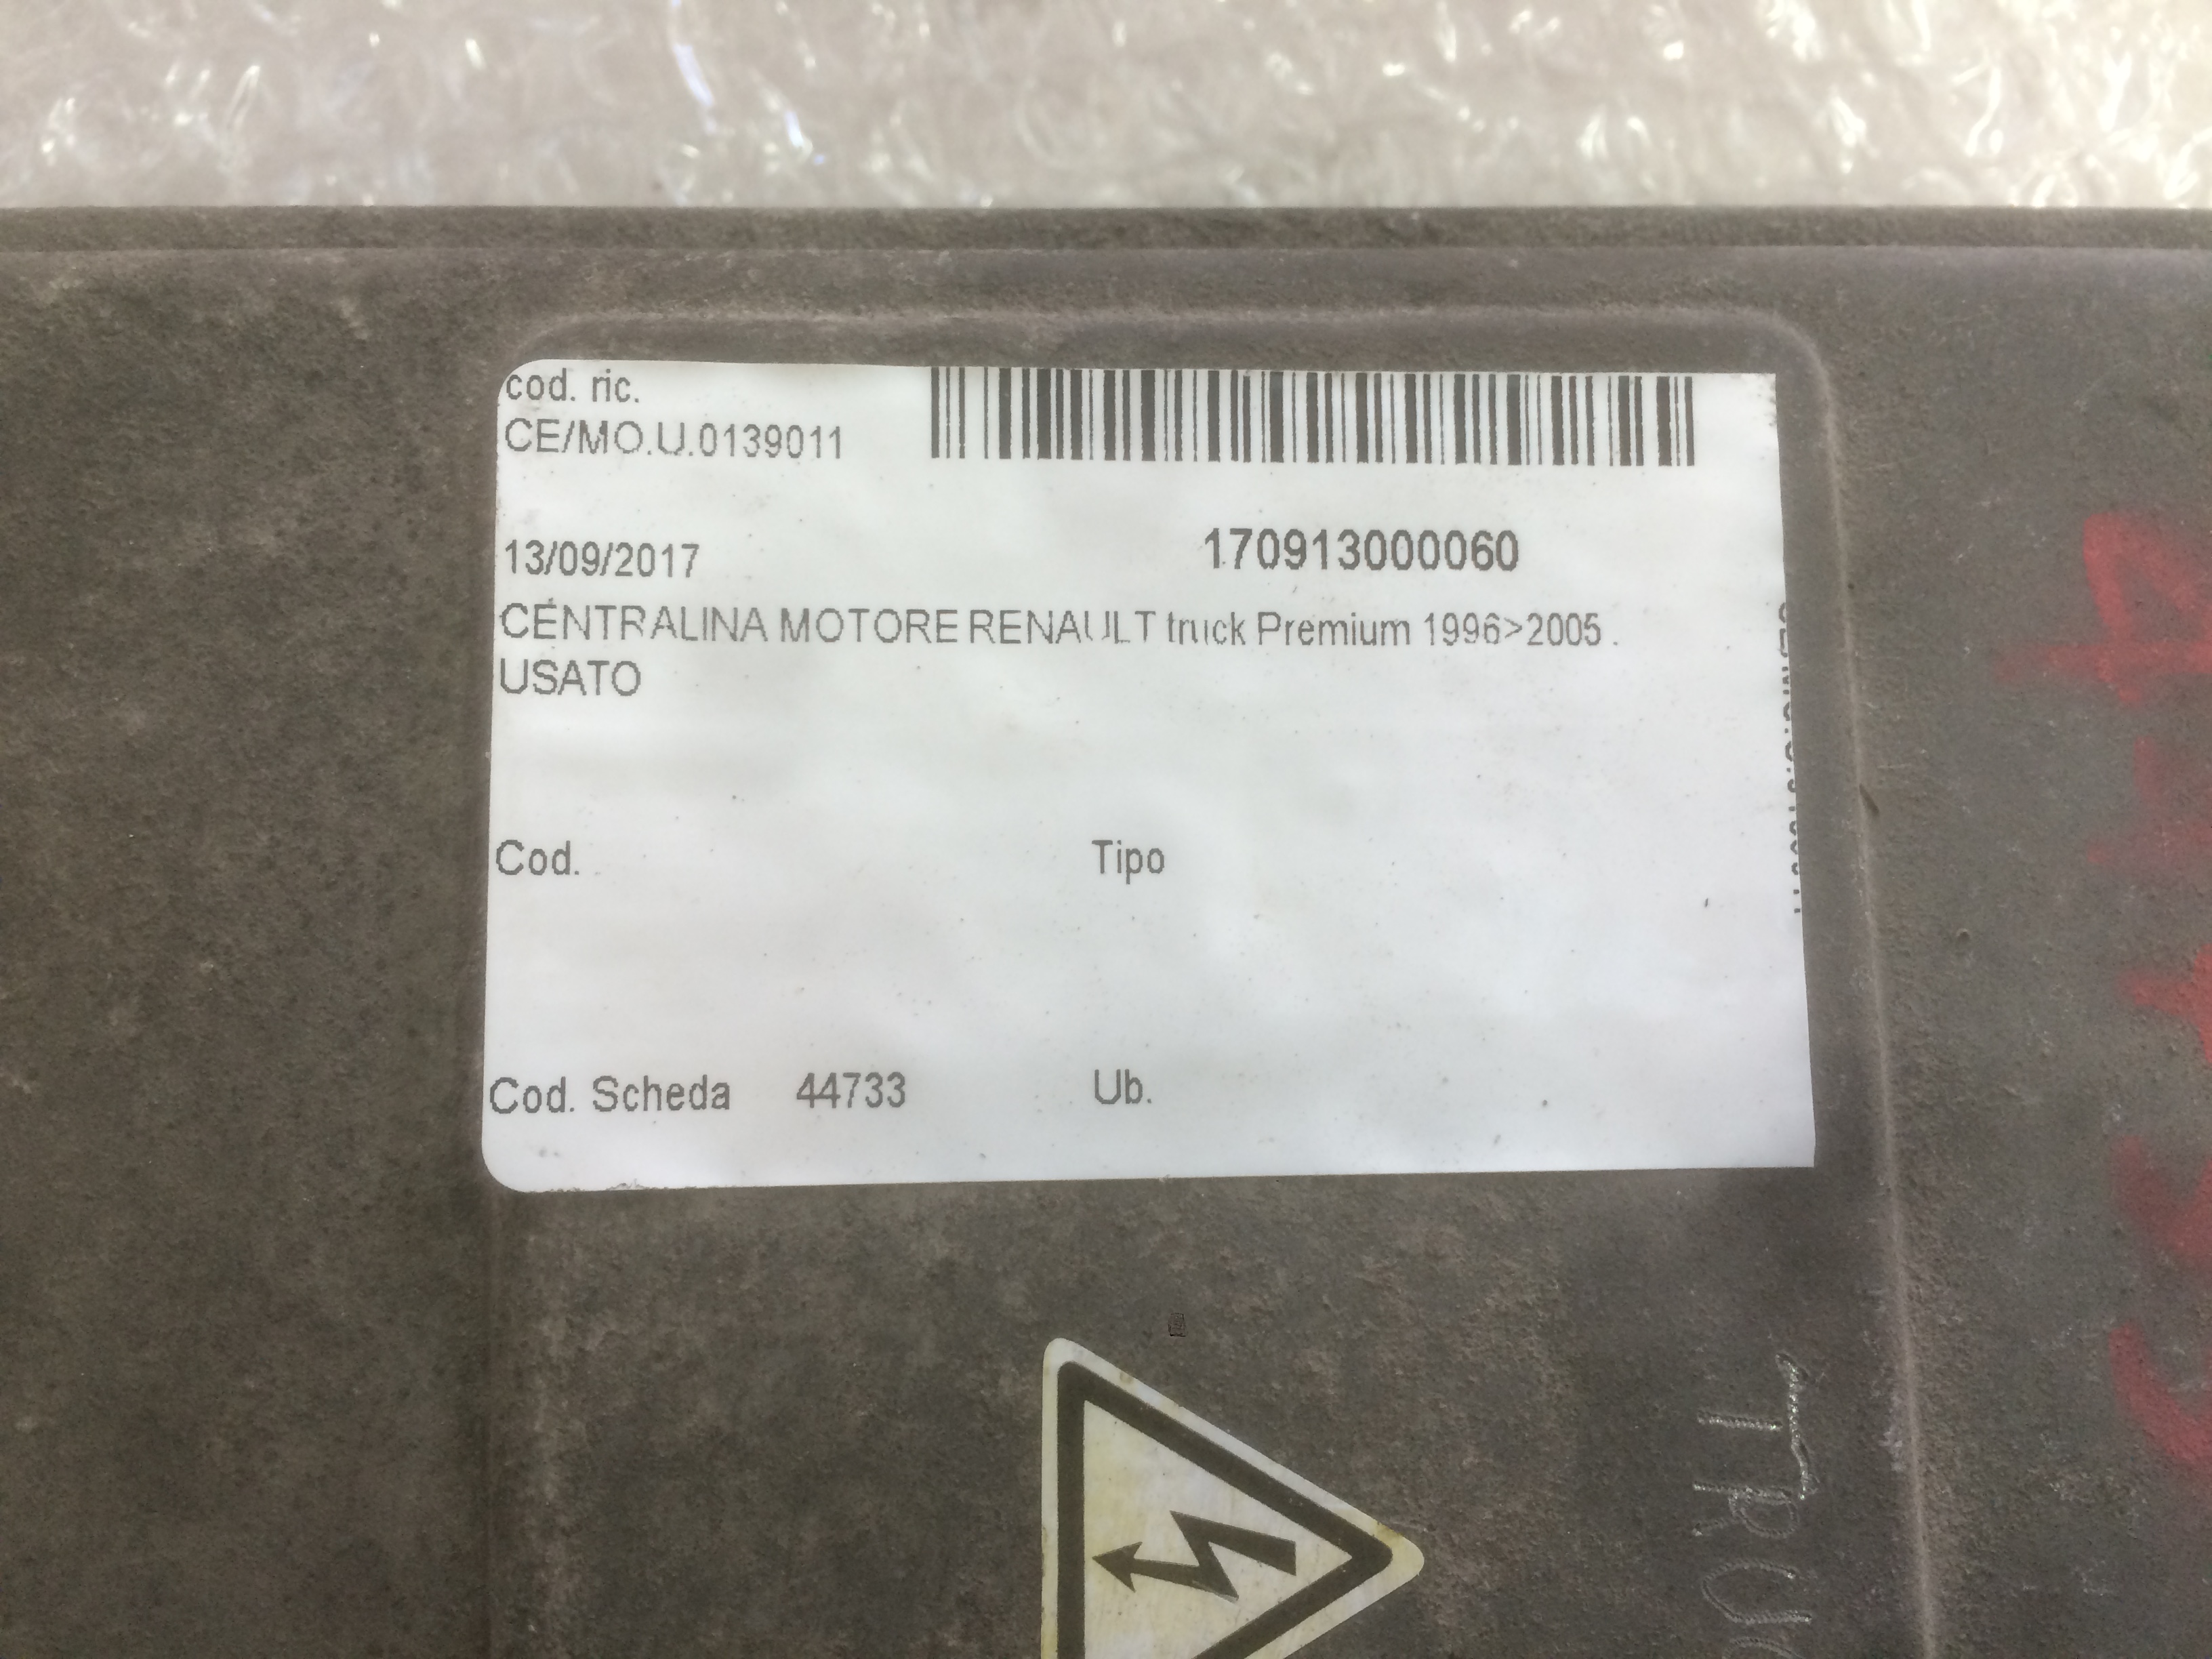 cod. ric.
CE/MO.U.0139011
13/09/2017
170913000060
CENTRALINA MOTORE RENAULT truck Premium 1996>2005 .
USATO
Cod.
Tipo
Cod. Scheda 44733
Ub.